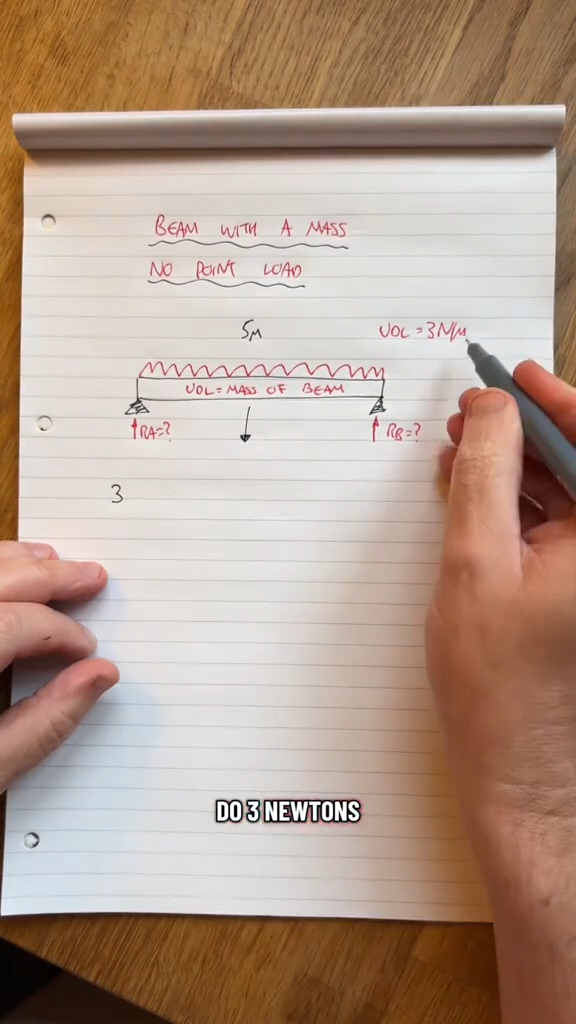 BEAM WITH A MASS
NO POINT LOAD
5M
UDL = 3N/M
UDL = MASS OF BEAM
RA=?
RB=?
3
DO 3 NEWTONS